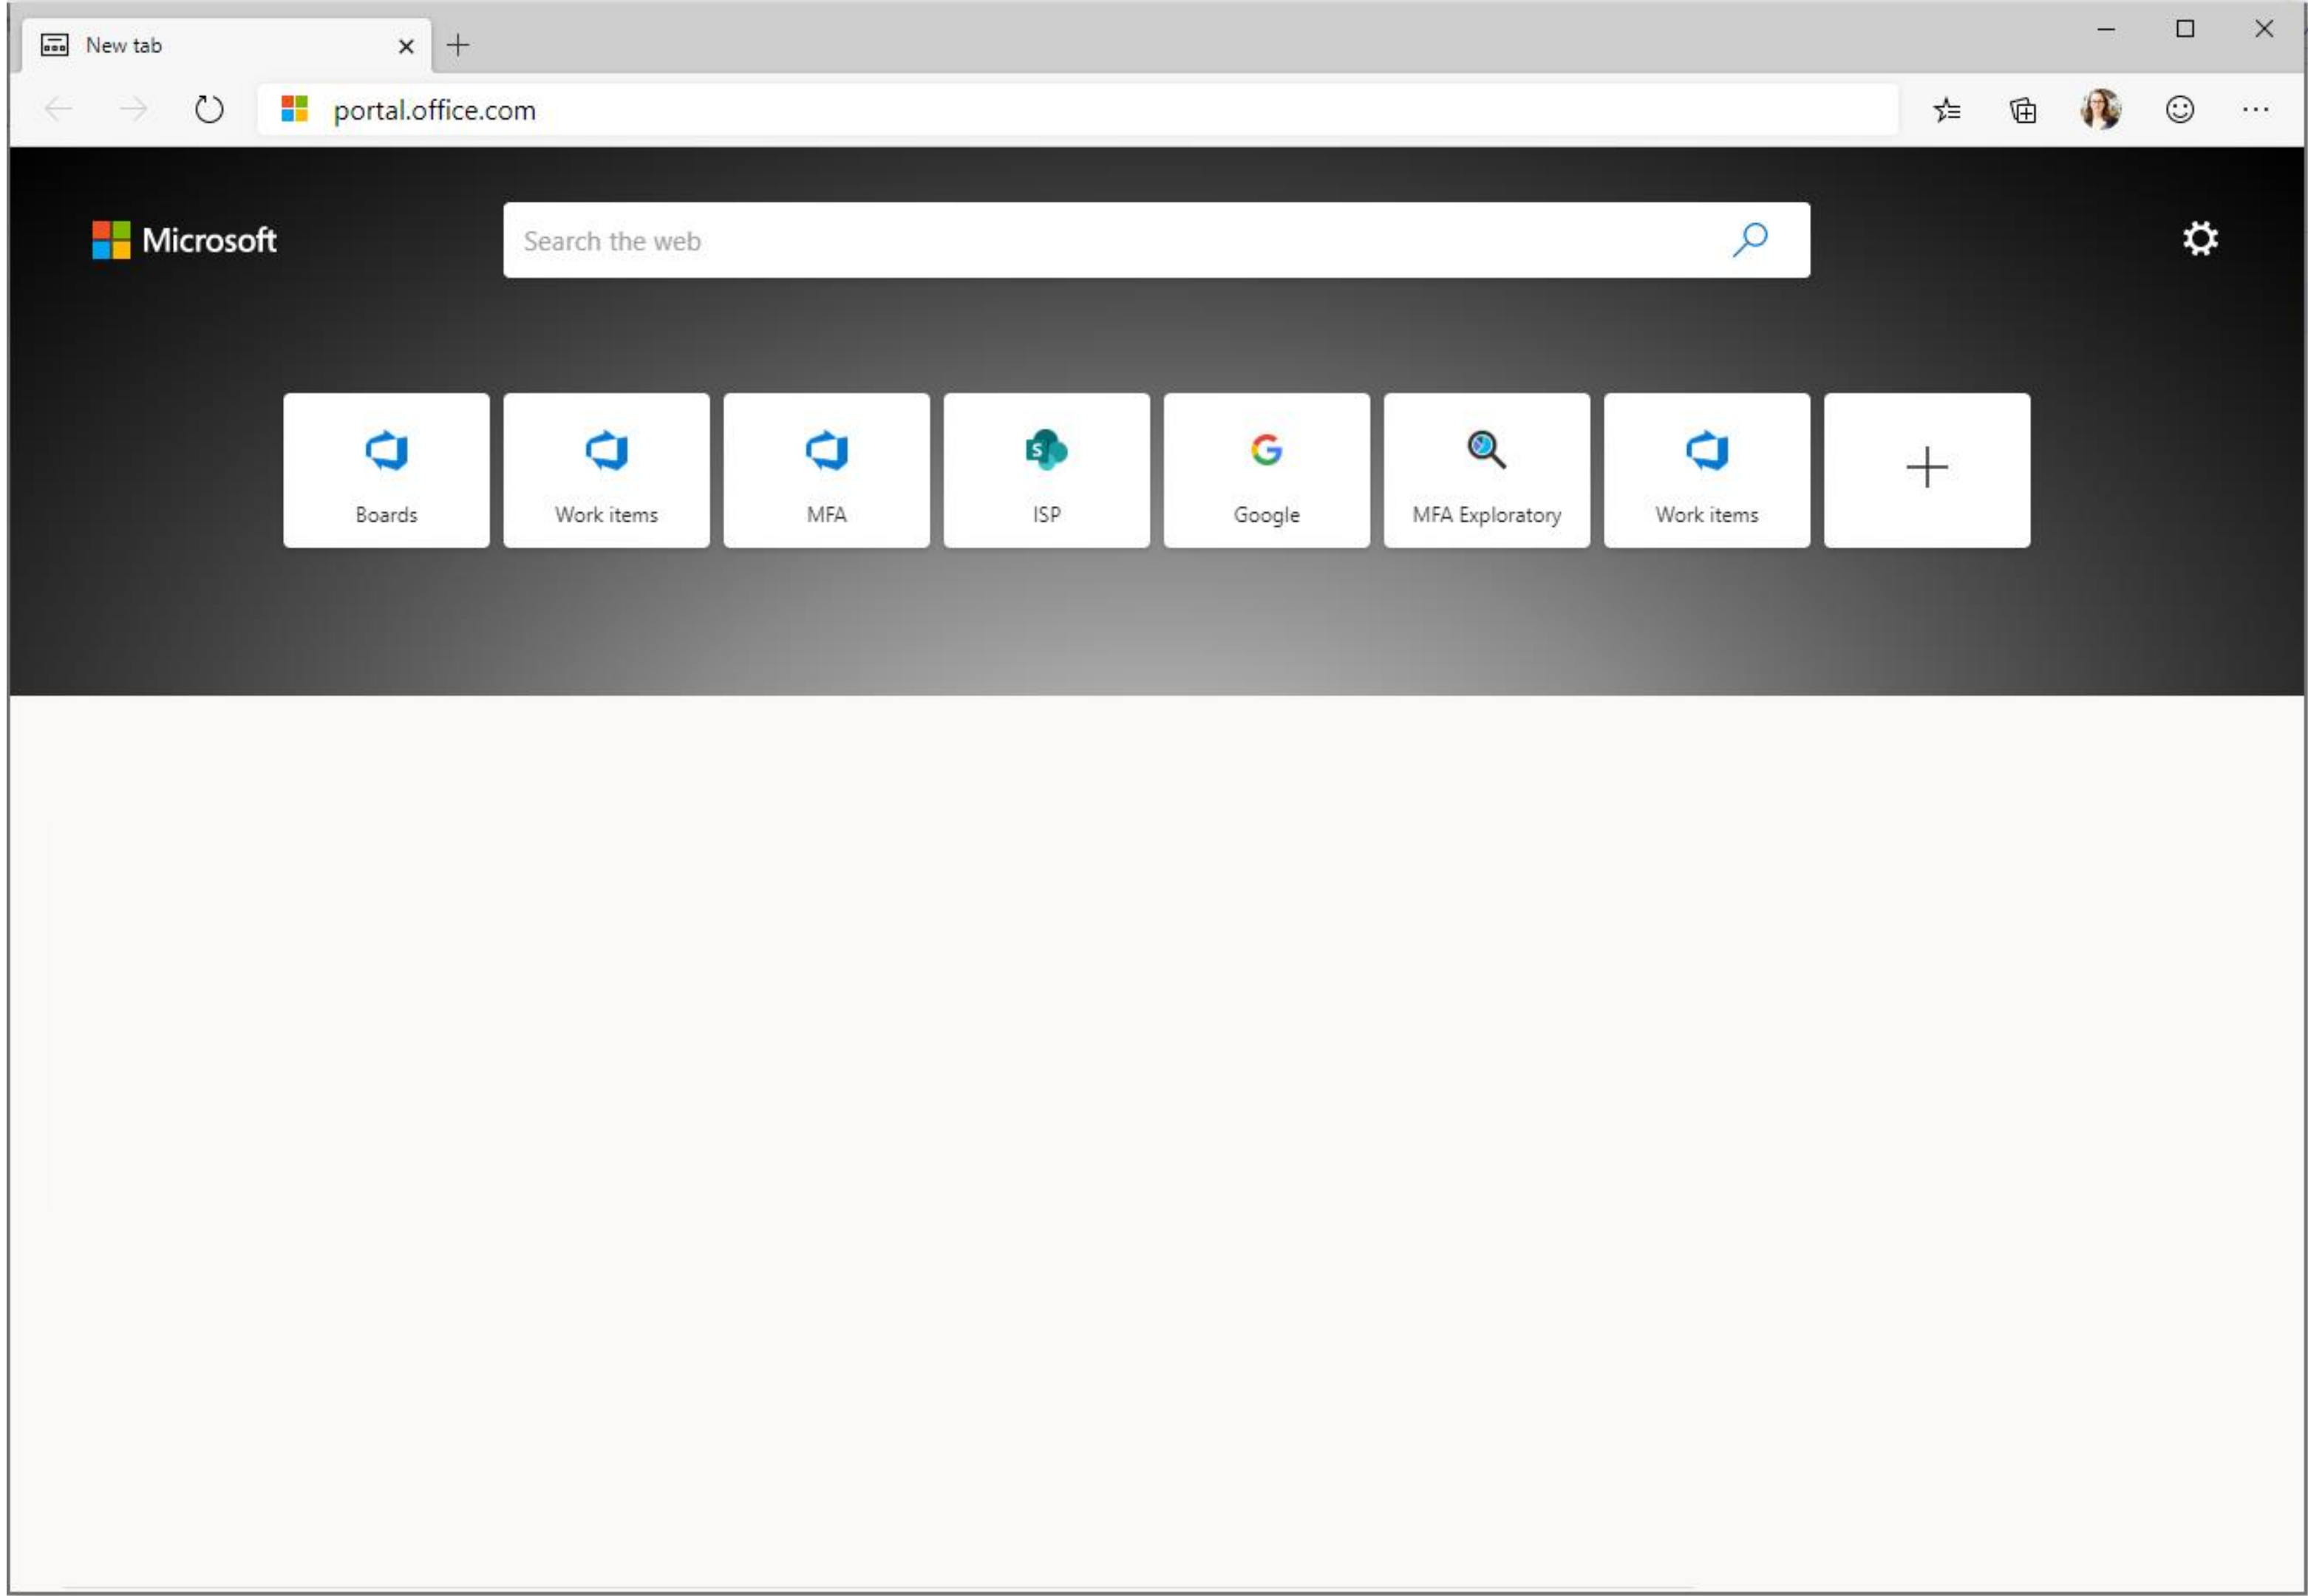 New tab
portal.office.com
Microsoft
Search the web
Boards
Work items
MFA
S
ISP
G
Google
MFA Exploratory
Work items